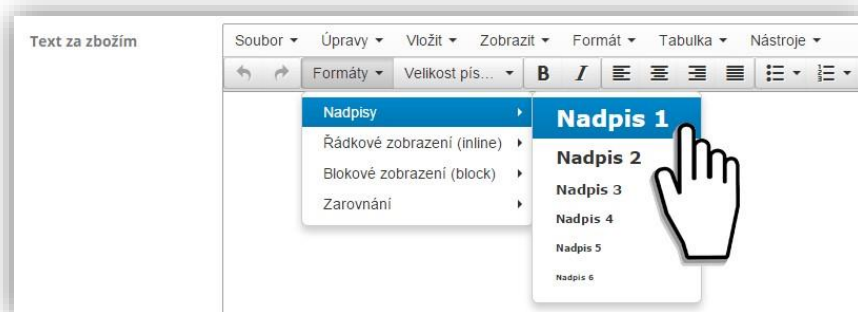 Text za zbožím
Soubor Úpravy Vložit Zobrazit Formát Tabulka Nástroje
Formáty Velikost pís... B I
Nadpisy
Řádkové zobrazení (inline)
Blokové zobrazení (block)
Zarovnání
Nadpis 1
Nadpis 2
Nadpis 3
Nadpis 4
Nadpis 5
Nadpis 6